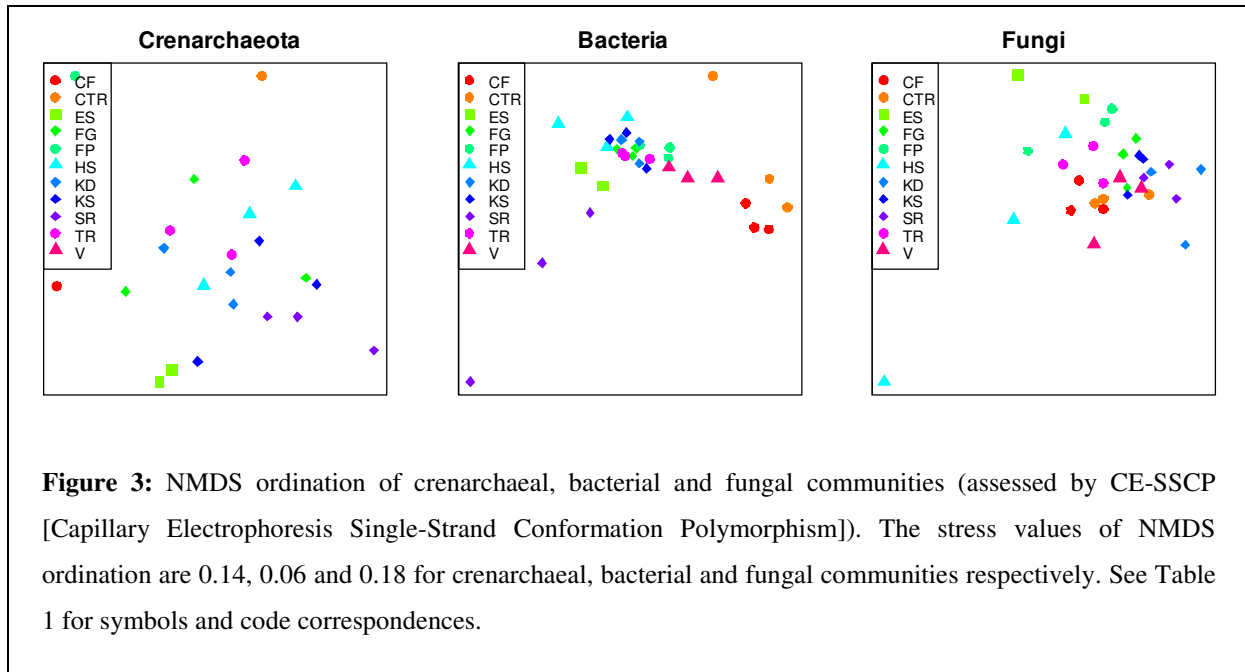 Crenarchaeota
CF
CTR
ES
FG
FP
HS
KD
KS
SR
TR
V
Bacteria
CF
CTR
ES
FG
FP
HS
KD
KS
SR
TR
V
Fungi
CF
CTR
ES
FG
FP
HS
KD
KS
SR
TR
V
Figure 3: NMDS ordination of crenarchaeal, bacterial and fungal communities (assessed by CE-SSCP
[Capillary Electrophoresis Single-Strand Conformation Polymorphism]). The stress values of NMDS
ordination are 0.14, 0.06 and 0.18 for crenarchaeal, bacterial and fungal communities respectively. See Table
1 for symbols and code correspondences.